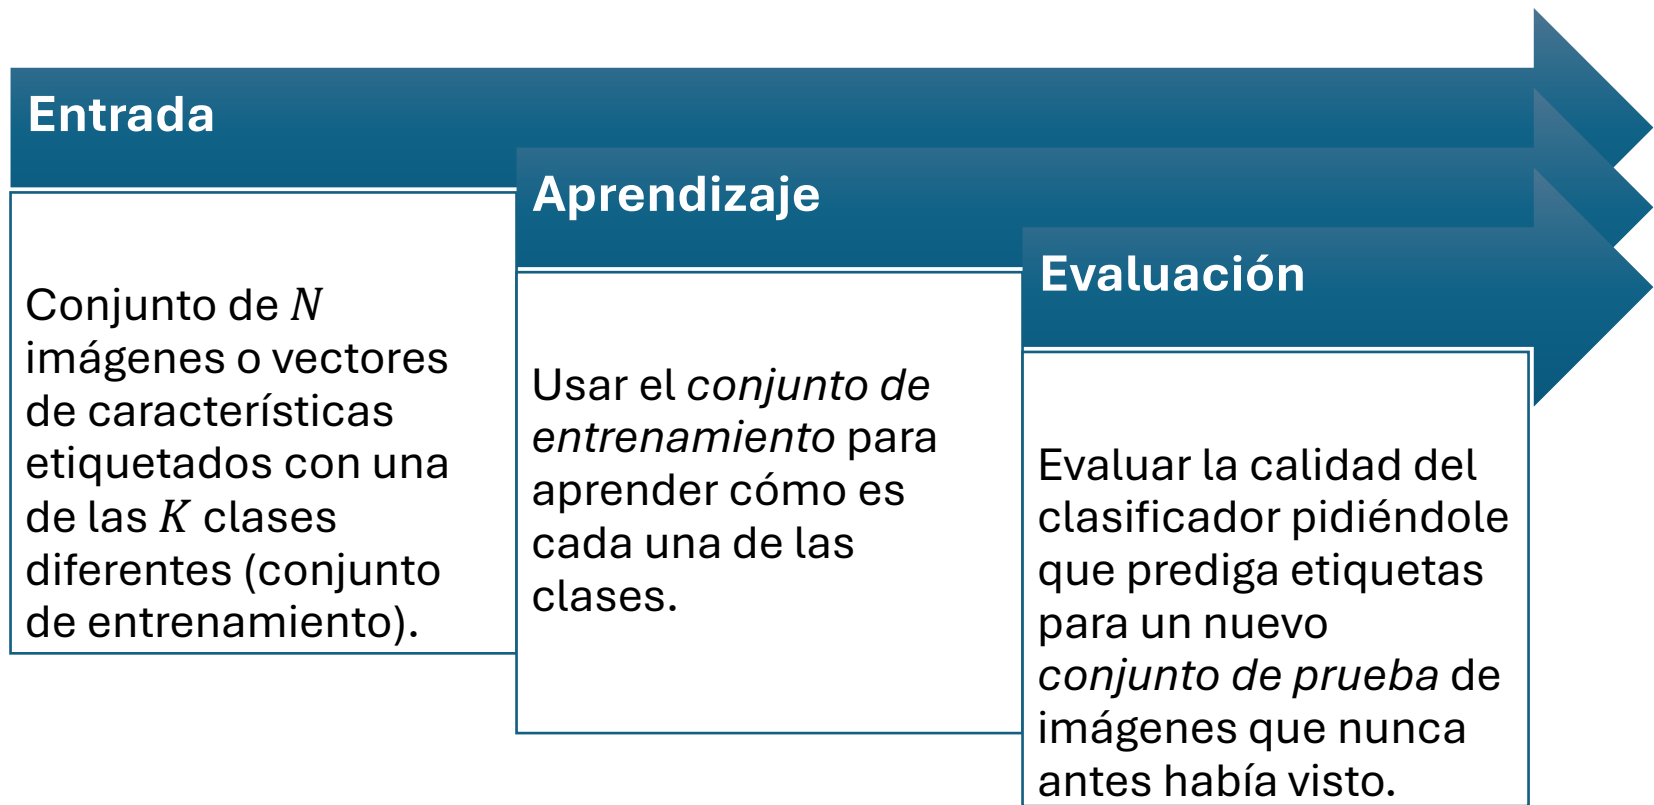 Entrada
Conjunto de N
imágenes o vectores
de características
etiquetados con una
de las K clases
diferentes (conjunto
de entrenamiento).
Aprendizaje
Usar el conjunto de
entrenamiento para
aprender cómo es
cada una de las
clases.
Evaluación
Evaluar la calidad del
clasificador pidiéndole
que prediga etiquetas
para un nuevo
conjunto de prueba de
imágenes que nunca
antes había visto.